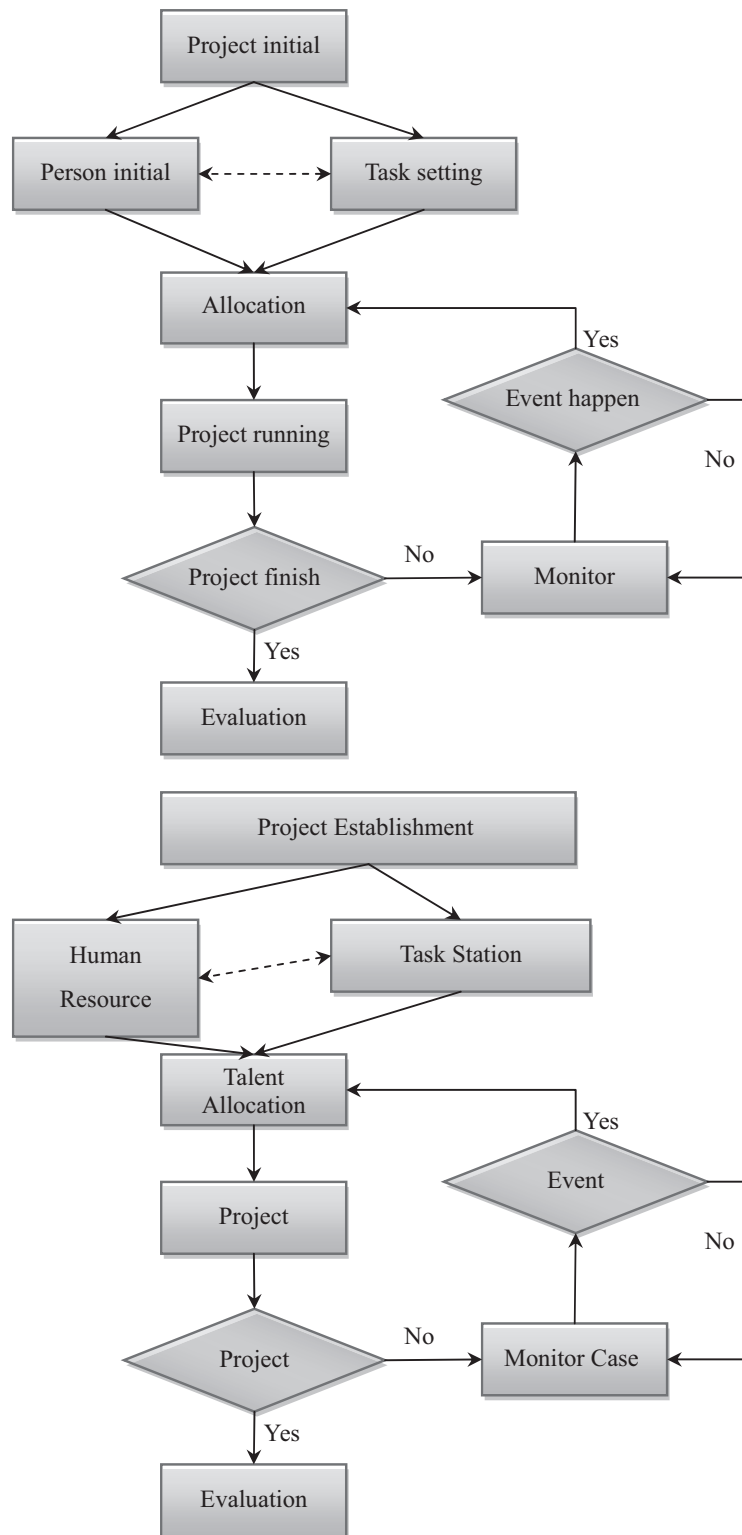 Project initial
Person initial
Task setting
Allocation
Yes
Event happen
Project running
No
No
Project finish
Monitor
Yes
Evaluation
Project Establishment
Human
Resource
Task Station
Talent
Allocation
Yes
Event
Project
No
No
Project
Monitor Case
Yes
Evaluation